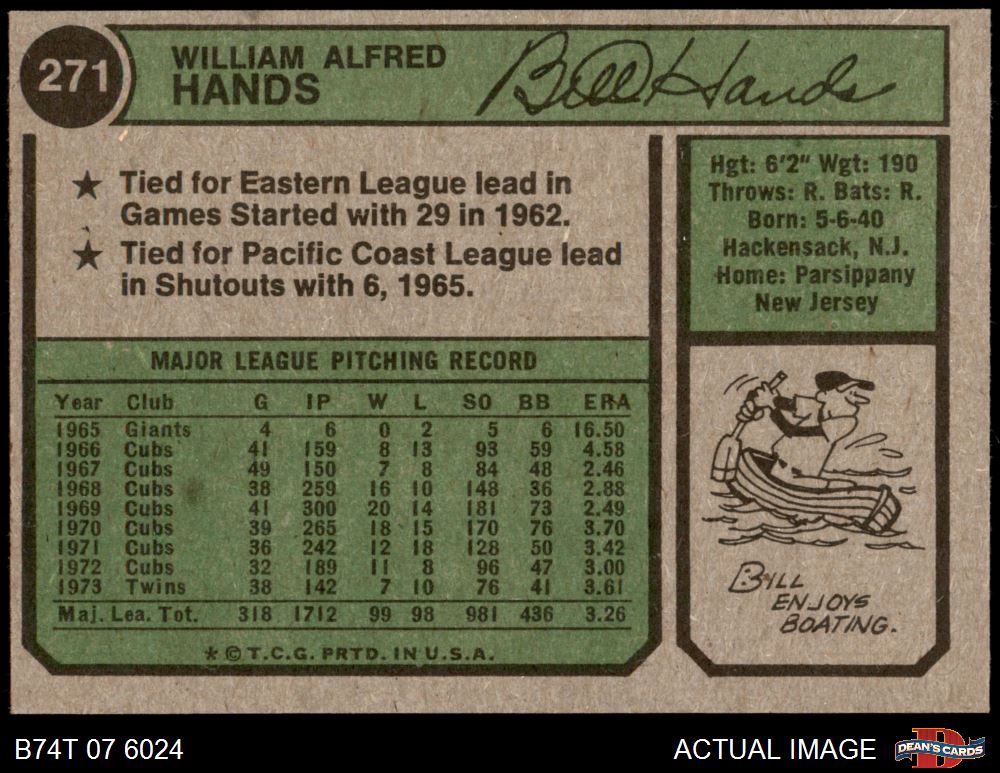 271
WILLIAM ALFRED
HANDS
Bill Hands
★ Tied for Eastern League lead in
Games Started with 29 in 1962.
★ Tied for Pacific Coast League lead
in Shutouts with 6, 1965.
MAJOR LEAGUE PITCHING RECORD
Year Club G IP W L SO BB ERA
1965 Giants 4 6 0 2 5 6 16.50
1966 Cubs 41 159 8 13 93 59 4.58
1967 Cubs 49 150 7 8 84 48 2.46
1968 Cubs 38 259 16 10 148 36 2.88
1969 Cubs 41 300 20 14 181 73 2.49
1970 Cubs 39 265 18 15 170 76 3.70
1971 Cubs 36 242 12 18 128 50 3.42
1972 Cubs 32 189 11 8 96 47 3.00
1973 Twins 38 142 7 10 76 41 3.61
Maj. Lea. Tot. 318 1712 99 98 981 436 3.26
* © T.C.G. PRTD. IN U.S.A.
Hgt: 6'2" Wgt: 190
Throws: R. Bats: R.
Born: 5-6-40
Hackensack, N.J.
Home: Parsippany
New Jersey
BILL
ENJOYS
BOATING.
B74T 07 6024
ACTUAL IMAGE
DEAN'S CARDS